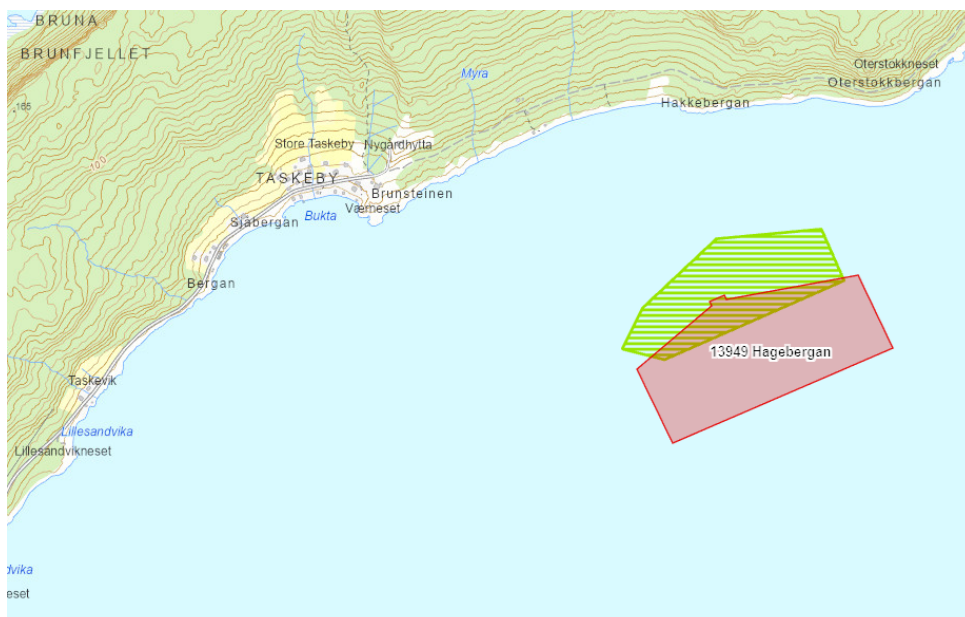 BRUNA
BRUNFJELLET
Oterstokkneset
Myra
Oterstokkbergan
165
Hakkebergan
Store Taskeby
Nygårdhytta
100
TASKEBY
Brunsteinen
Værneset
Bukta
Sjåbergan
Bergan
13949 Hagebergan
Taskevik
Lillesandvika
Lillesandvikneset
dvika
eset